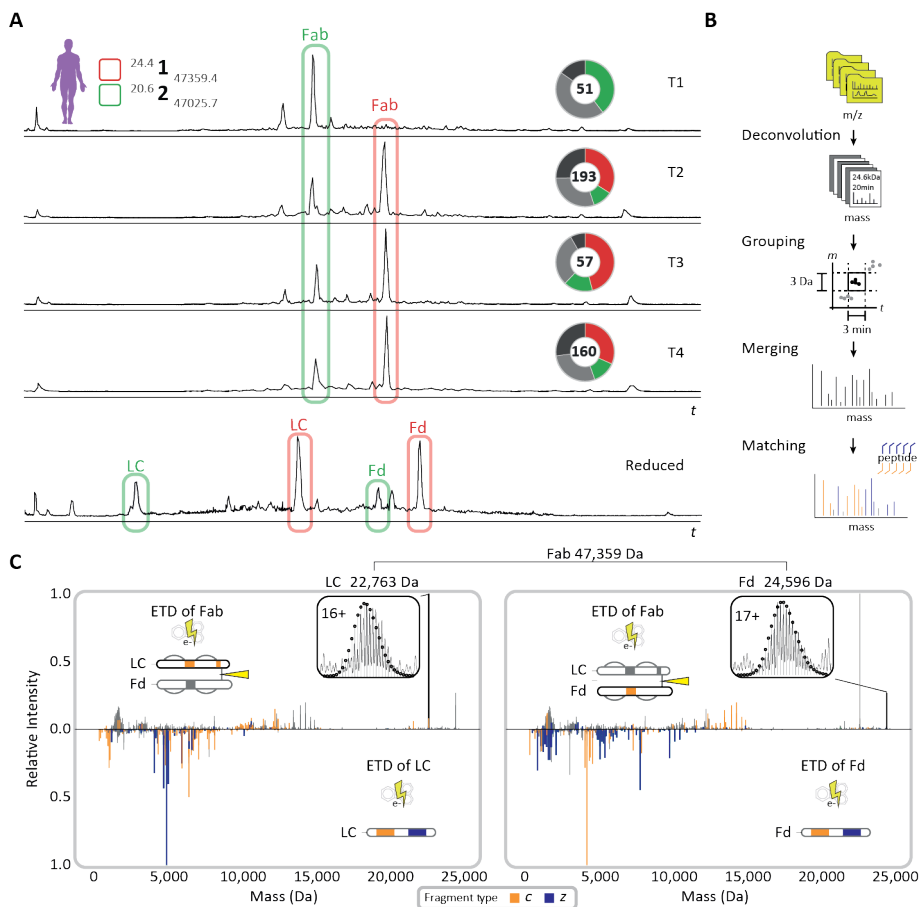 A
Fab
24.4 1 47359.4
20.6 2 47025.7
51
T1
Fab
193
T2
57
T3
160
T4
t
LC
LC
Fd
Fd
Reduced
t
B
m/z
Deconvolution
24.6kDa
20min
mass
Grouping
m
3 Da
t
3 min
Merging
mass
Matching
peptide
mass
C
Fab 47,359 Da
LC 22,763 Da
Fd 24,596 Da
1.0
0.5
0.0
0.5
1.0
Relative Intensity
ETD of Fab
e-
LC
Fd
16+
ETD of LC
e-
LC
ETD of Fab
e-
LC
Fd
17+
ETD of Fd
e-
Fd
0 5,000 10,000 15,000 20,000 25,000
Mass (Da)
0 5,000 10,000 15,000 20,000 25,000
Mass (Da)
Fragment type c z